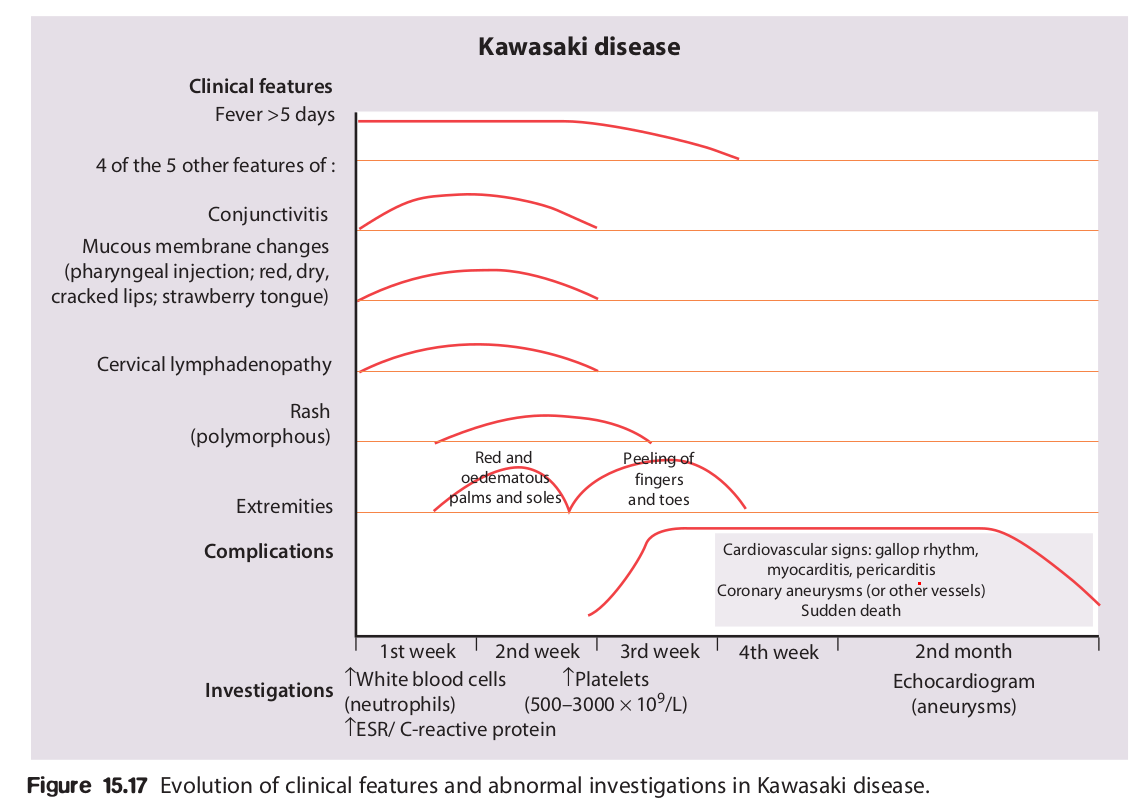 Kawasaki disease
Clinical features
Fever >5 days
4 of the 5 other features of :
Conjunctivitis
Mucous membrane changes
(pharyngeal injection; red, dry,
cracked lips; strawberry tongue)
Cervical lymphadenopathy
Rash
(polymorphous)
Red and
oedematous
palms and soles
Peeling of
fingers
and toes
Extremities
Complications
Cardiovascular signs: gallop rhythm,
myocarditis, pericarditis
Coronary aneurysms (or other vessels)
Sudden death
1st week
2nd week
3rd week
4th week
2nd month
Investigations
↑White blood cells
(neutrophils)
↑ESR/ C-reactive protein
↑Platelets
(500–3000 × 10⁹/L)
Echocardiogram
(aneurysms)
Figure 15.17 Evolution of clinical features and abnormal investigations in Kawasaki disease.